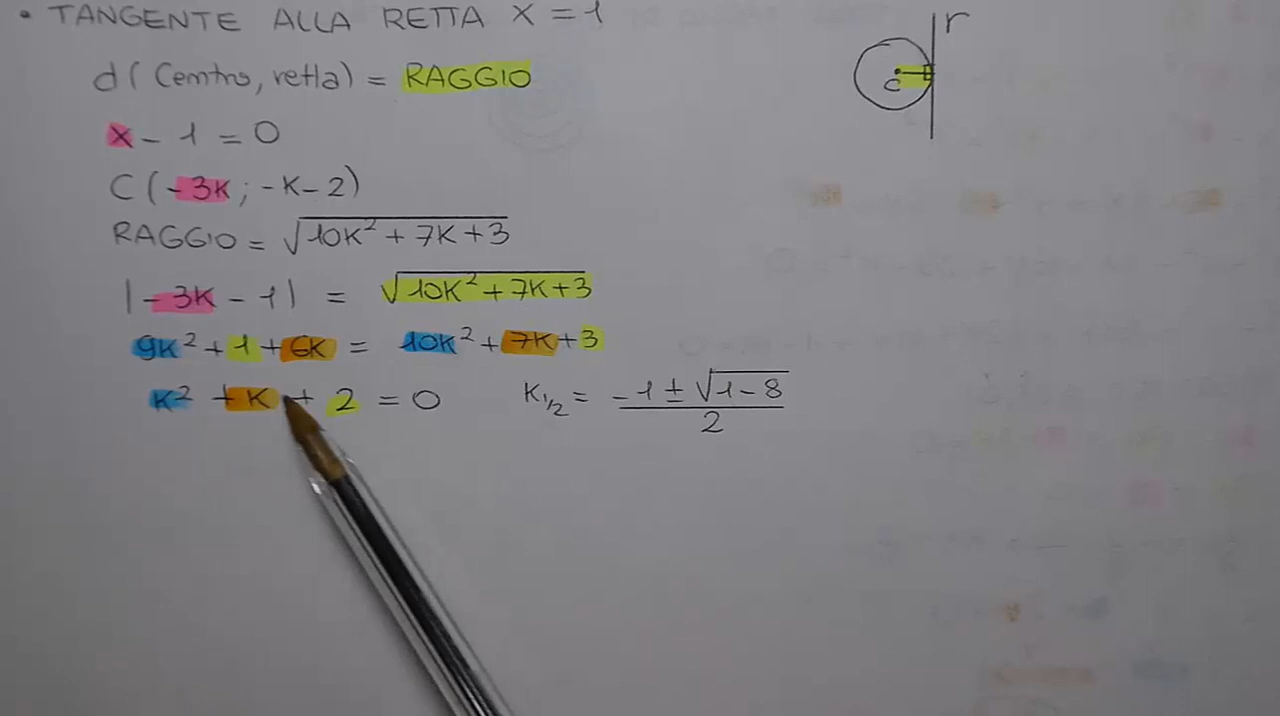 • TANGENTE ALLA RETTA X = 1
r
d (Centro, retta) = RAGGIO
c
x - 1 = 0
C (-3K ; -K-2)
RAGGIO = √10K² + 7K + 3
|-3K - 1| = √10K² + 7K + 3
9K² + 1 + 6K = 10K² + 7K + 3
K² + K + 2 = 0 K1/2 = -1 ± √1-8 / 2